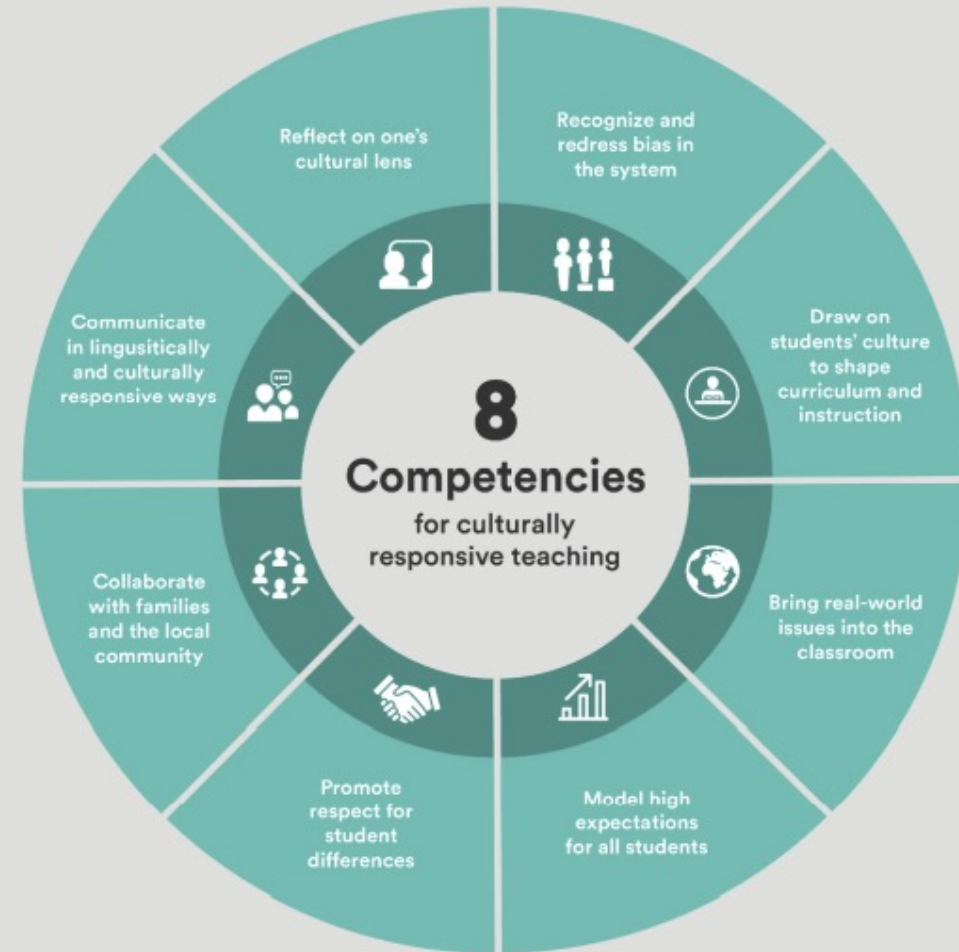 8
Competencies
for culturally
responsive teaching
Reflect on one's
cultural lens
Recognize and
redress bias in
the system
Draw on
students' culture
to shape
curriculum and
instruction
Bring real-world
issues into the
classroom
Model high
expectations
for all students
Promote
respect for
student
differences
Collaborate
with families
and the local
community
Communicate
in lingusitically
and culturally
responsive ways